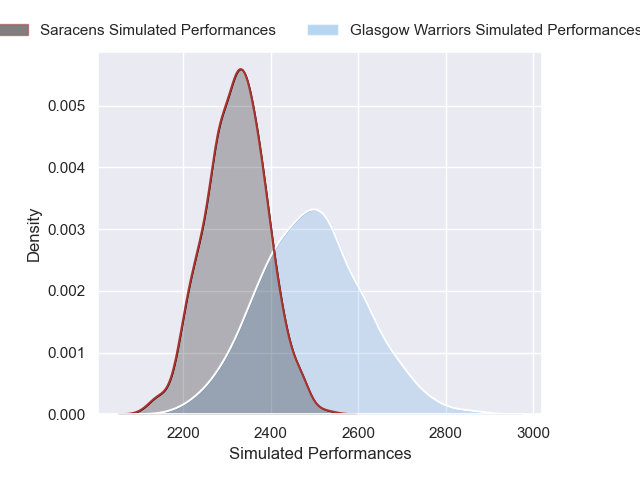 Saracens Simulated Performances
Glasgow Warriors Simulated Performances
0.005
0.004
0.003
0.002
0.001
0.000
Density
2200
2400
2600
2800
3000
Simulated Performances